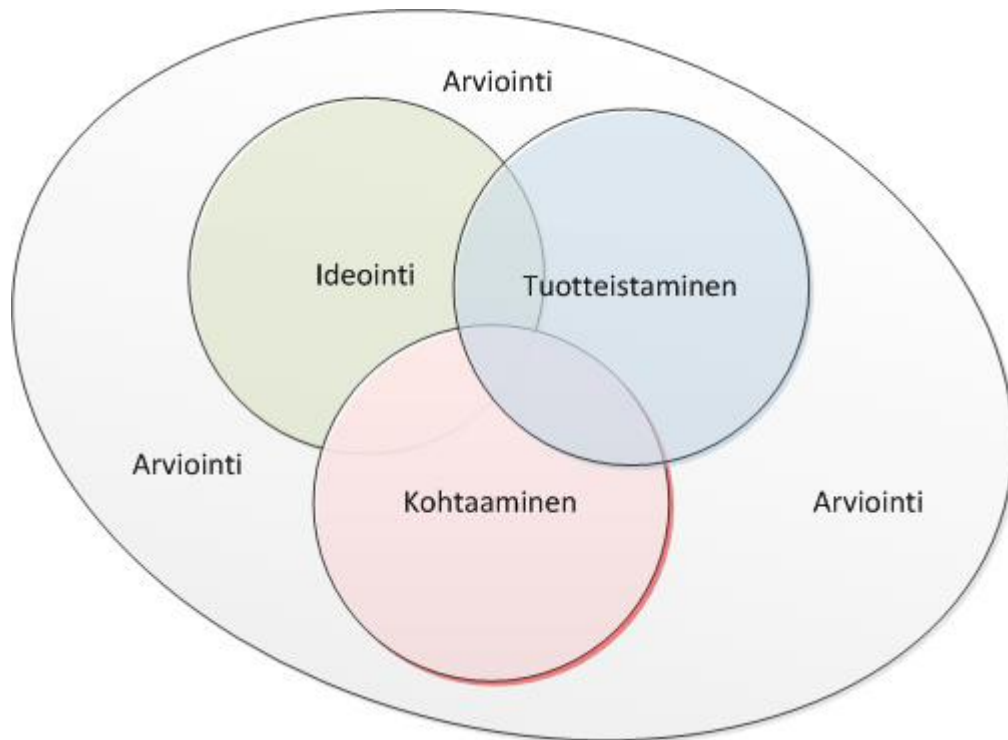 Arviointi
Ideointi
Tuotteistaminen
Arviointi
Kohtaaminen
Arviointi